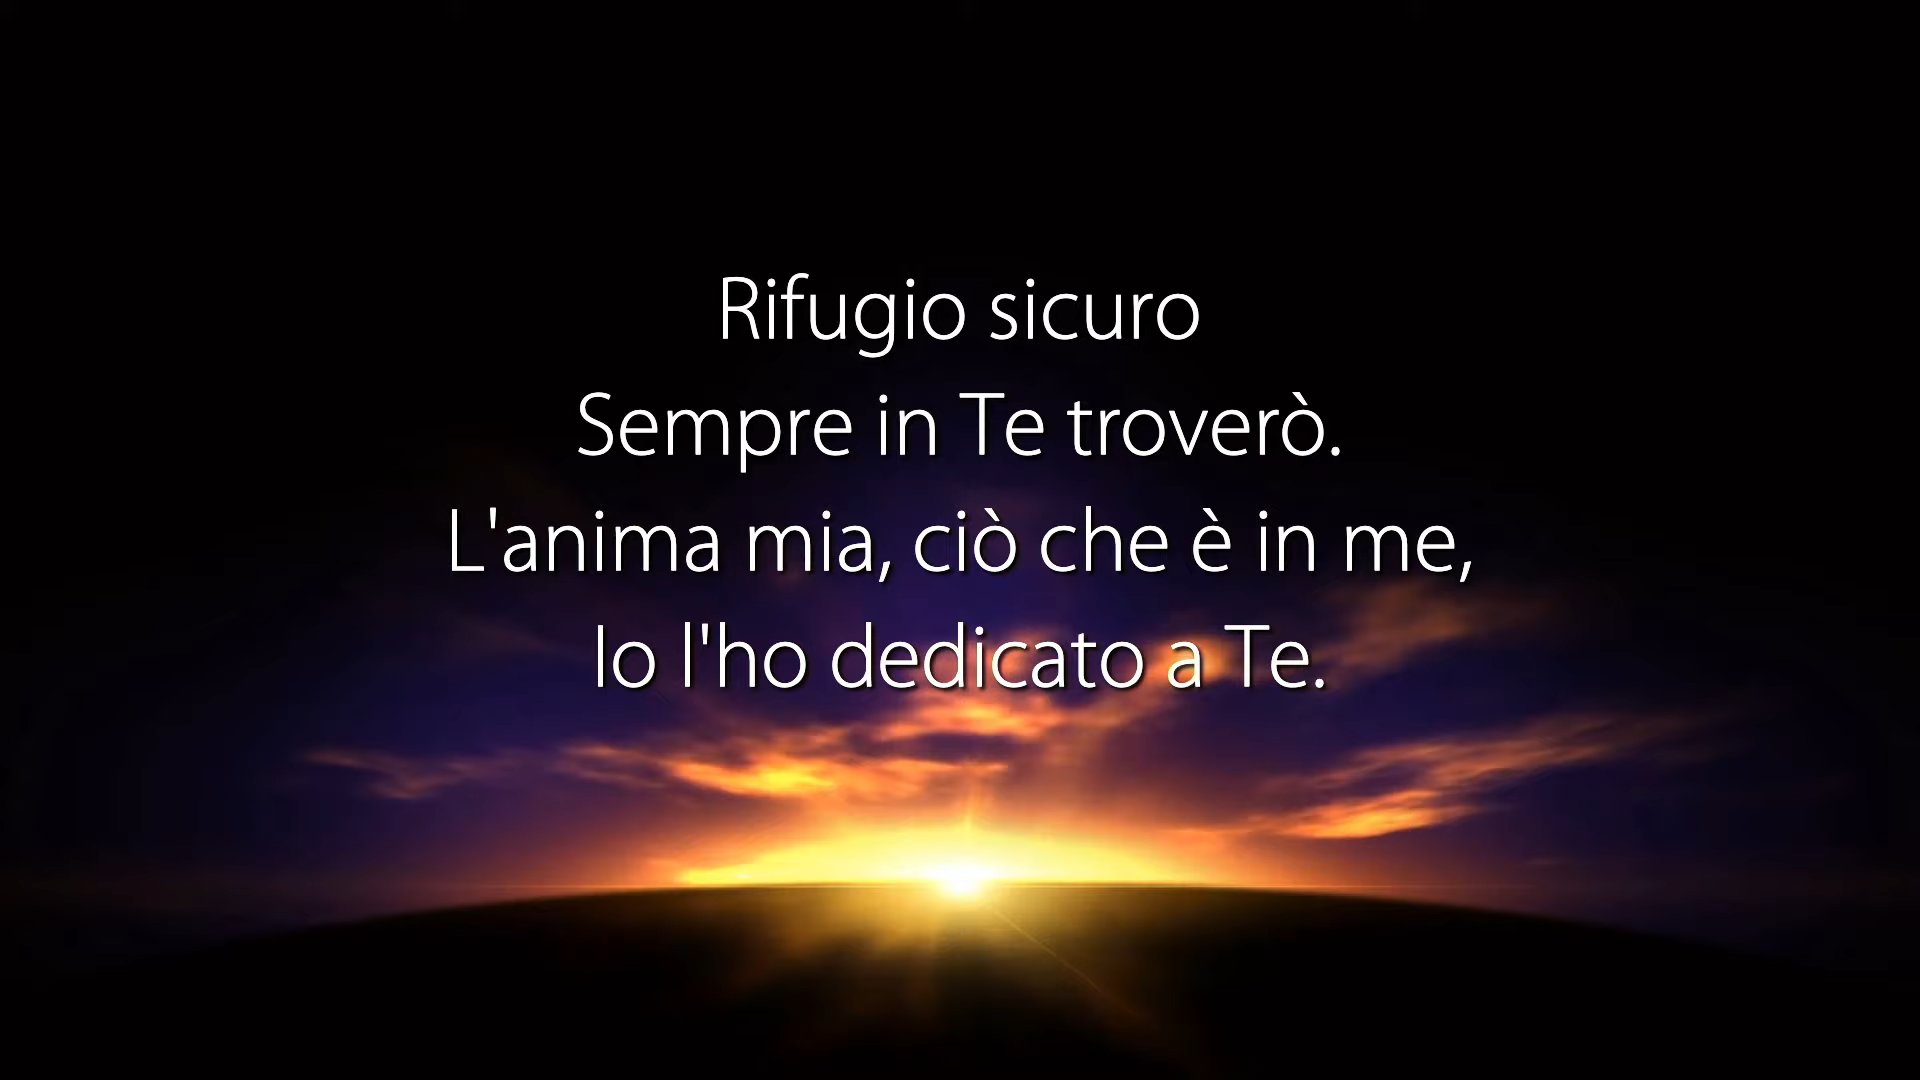 Rifugio sicuro
Sempre in Te troverò.
L'anima mia, ciò che è in me,
Io l'ho dedicato a Te.